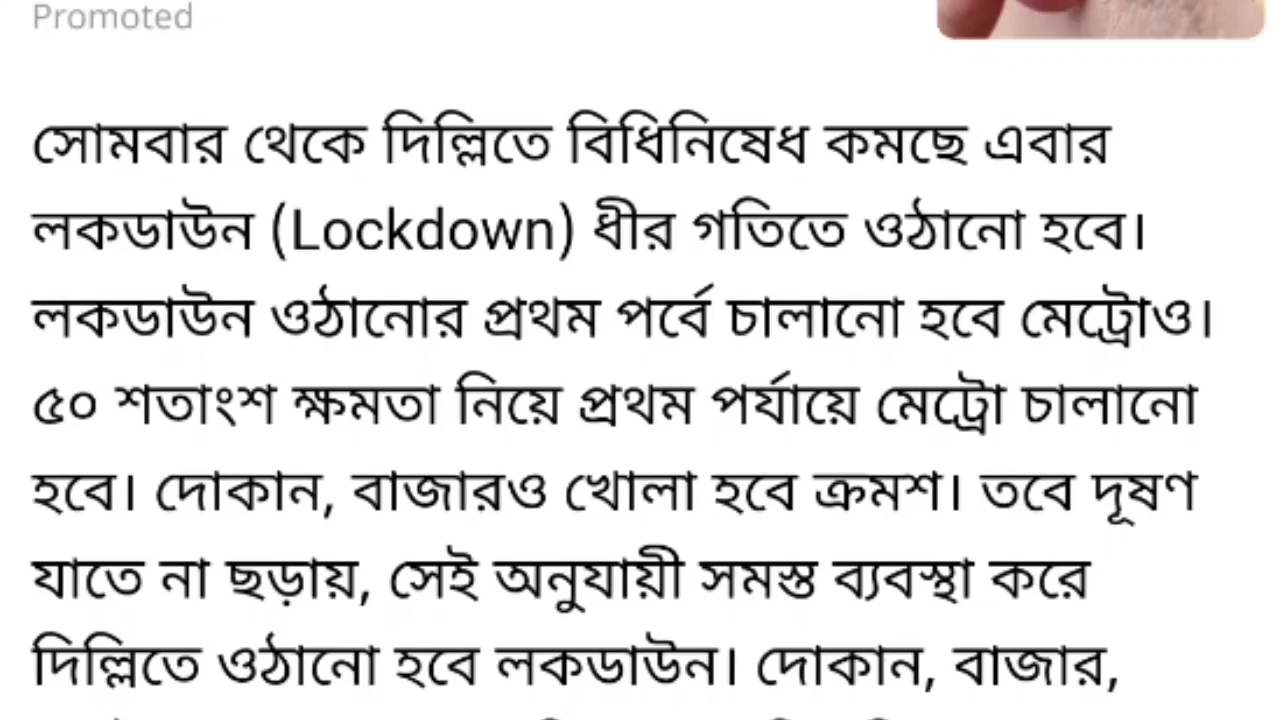 Promoted
সোমবার থেকে দিল্লিতে বিধিনিষেধ কমছে এবার
লকডাউন (Lockdown) ধীর গতিতে ওঠানো হবে।
লকডাউন ওঠানোর প্রথম পর্বে চালানো হবে মেট্রোও।
৫০ শতাংশ ক্ষমতা নিয়ে প্রথম পর্যায়ে মেট্রো চালানো
হবে। দোকান, বাজারও খোলা হবে ক্রমশ। তবে দূষণ
যাতে না ছড়ায়, সেই অনুযায়ী সমস্ত ব্যবস্থা করে
দিল্লিতে ওঠানো হবে লকডাউন। দোকান, বাজার,